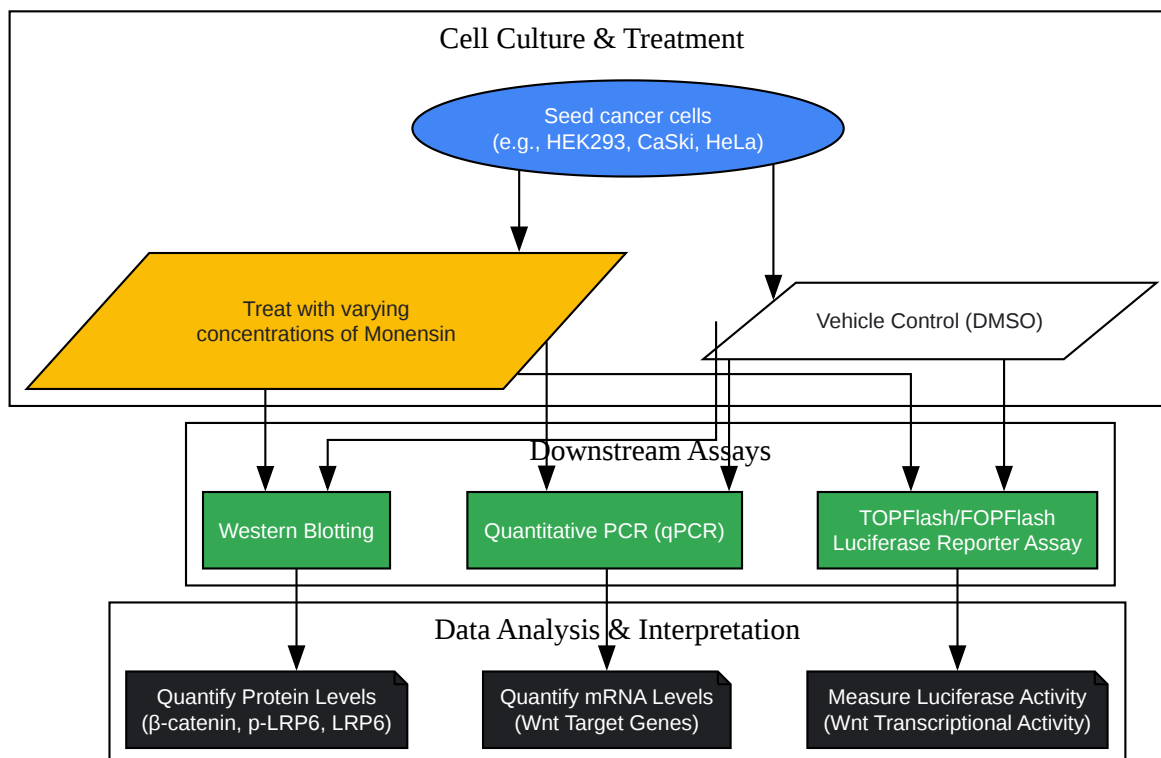 Cell Culture & Treatment
Seed cancer cells
(e.g., HEK293, CaSki, HeLa)
Treat with varying
concentrations of Monensin
Vehicle Control (DMSO)
Downstream Assays
Western Blotting
Quantitative PCR (qPCR)
TOPFlash/FOPFlash
Luciferase Reporter Assay
Data Analysis & Interpretation
Quantify Protein Levels
(β-catenin, p-LRP6, LRP6)
Quantify mRNA Levels
(Wnt Target Genes)
Measure Luciferase Activity
(Wnt Transcriptional Activity)